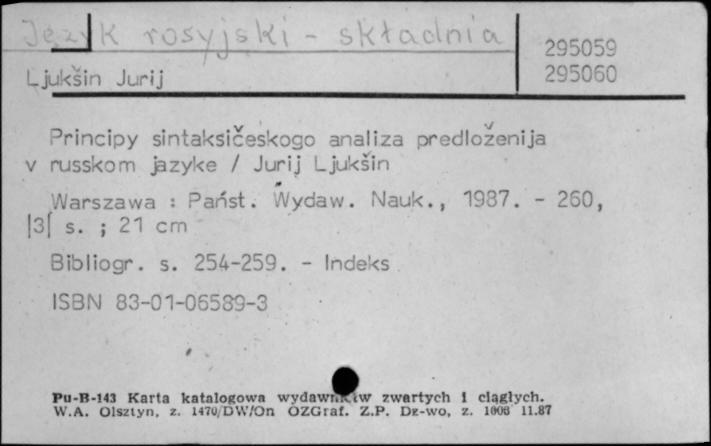 Język rosyjski - składnia
295059
Ljukšin Jurij
295060
Principy sintaksičeskogo analiza predloženija
v russkom jazyke / Jurij Ljukšin
Warszawa : Państ. Wydaw. Nauk., 1987. - 260,
|3| s. ; 21 cm
Bibliogr. s. 254-259. - Indeks
ISBN 83-01-06589-3
Pu-B-143 Karta katalogowa wydawnictw zwartych i ciągłych.
W.A. Olsztyn, z. 1470/DW/On OZGraf. Z.P. Dz-wo, z. 1008 11.87